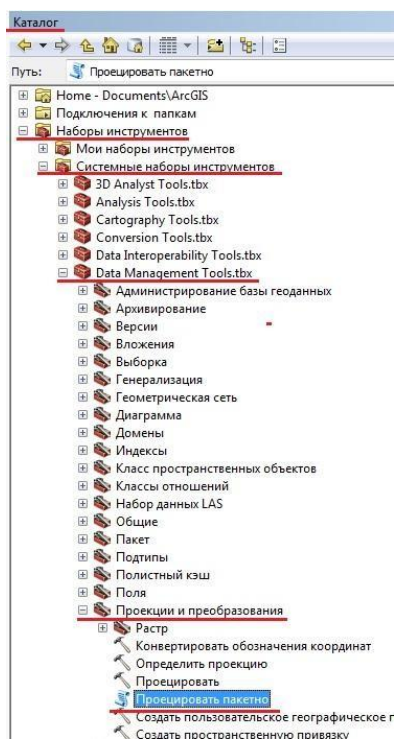 Каталог
Путь: Проецировать пакетно
Home - Documents\ArcGIS
Подключения к папкам
Наборы инструментов
Мои наборы инструментов
Системные наборы инструментов
3D Analyst Tools.tbx
Analysis Tools.tbx
Cartography Tools.tbx
Conversion Tools.tbx
Data Interoperability Tools.tbx
Data Management Tools.tbx
Администрирование базы геоданных
Архивирование
Версии
Вложения
Выборка
Генерализация
Геометрическая сеть
Диаграмма
Домены
Индексы
Класс пространственных объектов
Классы отношений
Набор данных LAS
Общие
Пакет
Подтипы
Полистный кэш
Поля
Проекции и преобразования
Растр
Конвертировать обозначения координат
Определить проекцию
Проецировать
Проецировать пакетно
Создать пользовательское географическое
Создать пространственную привязку